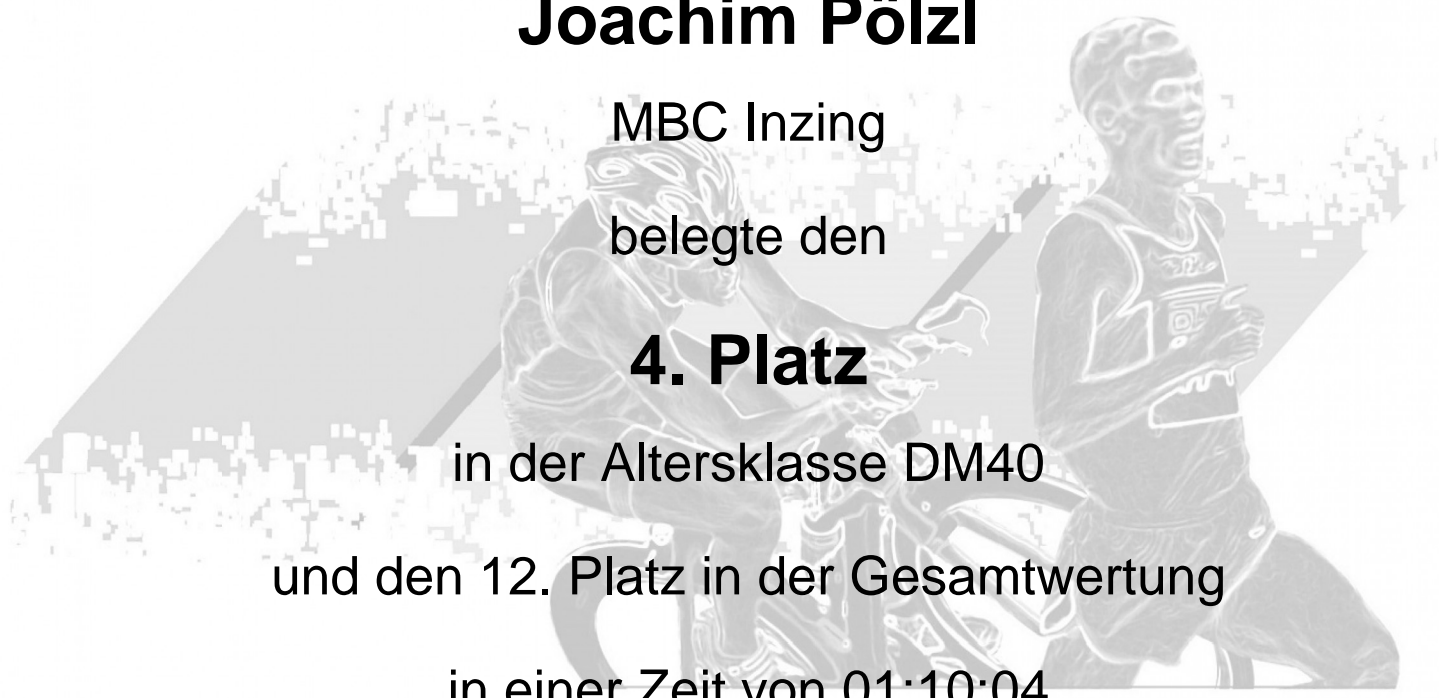 Joachim Pölzl
MBC Inzing
belegte den
4. Platz
in der Altersklasse DM40
und den 12. Platz in der Gesamtwertung
in einer Zeit von 01:10:04